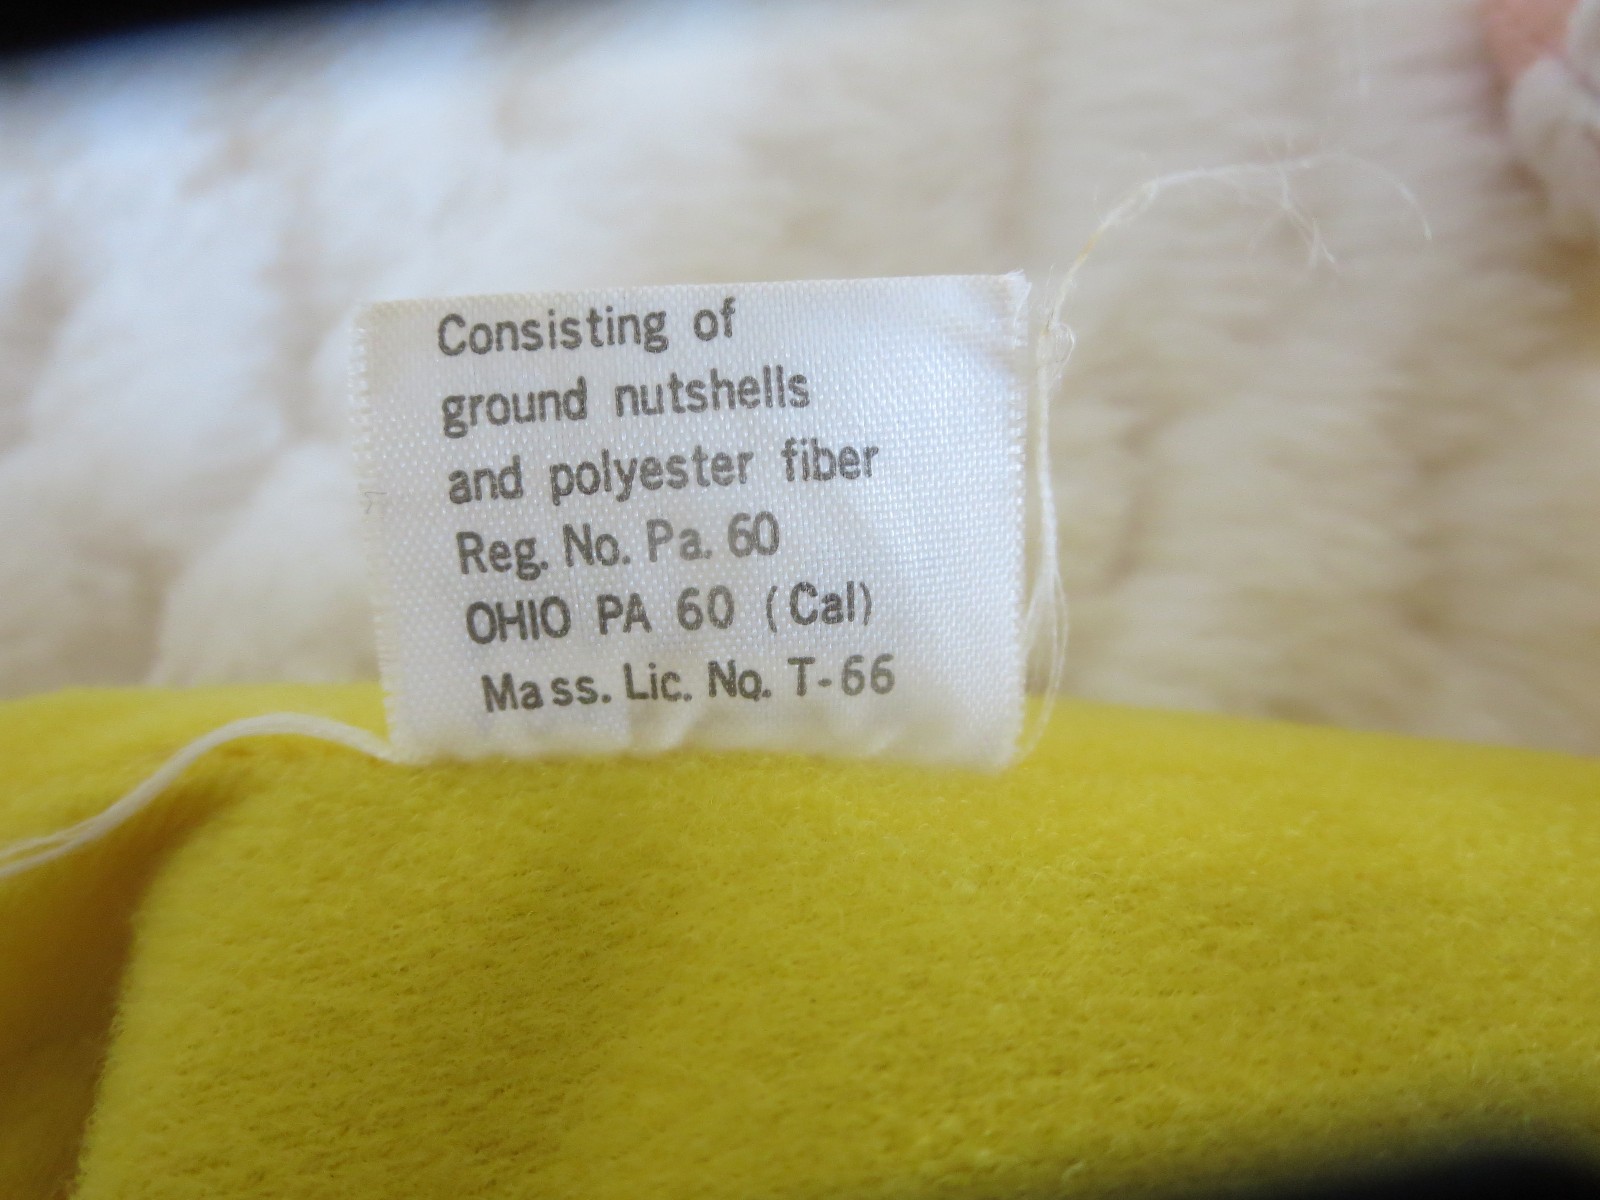 Consisting of
ground nutshells
and polyester fiber
Reg. No. Pa. 60
OHIO PA 60 (Cal)
Mass. Lic. No. T-66